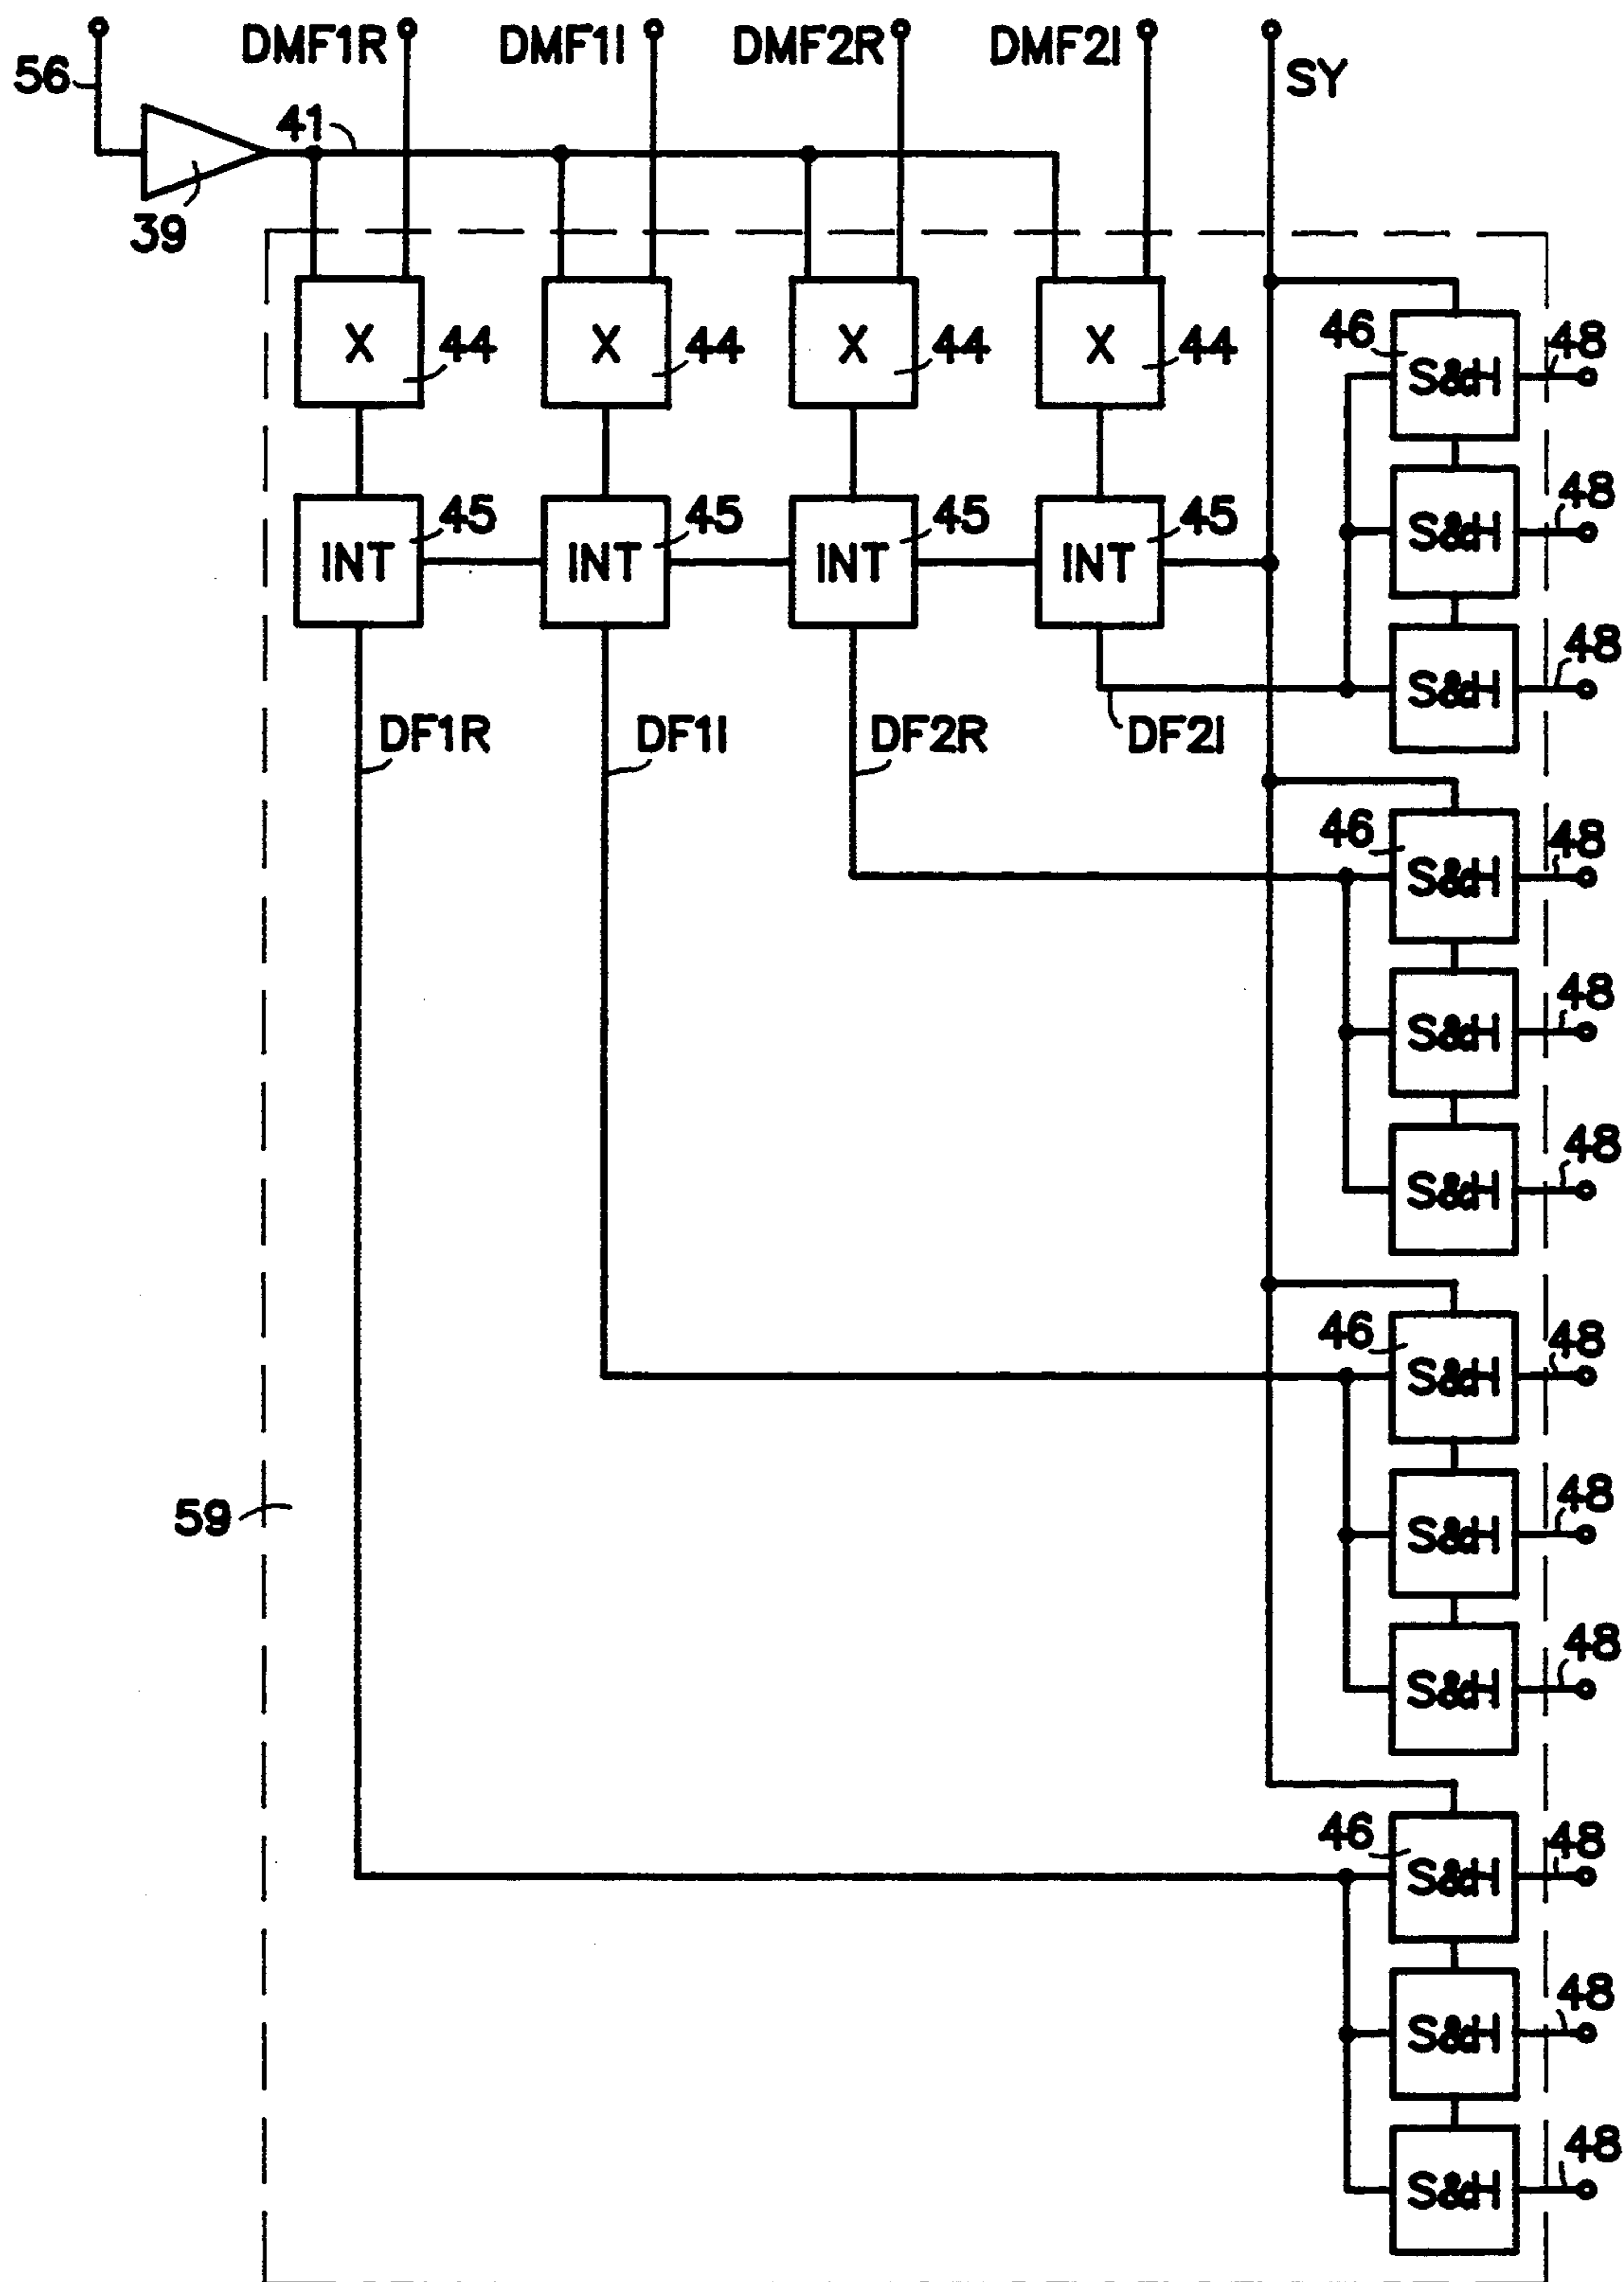 DMF1R DMF1I DMF2R DMF2I
56 SY
41
39
X 44 X 44 X 44 X 44
46 S&H 48
INT 45 INT 45 INT 45 INT 45
S&H 48
S&H 48
DF1R DF1I DF2R DF2I
46 S&H 48
S&H 48
S&H 48
46 S&H 48
59
S&H 48
S&H 48
46 S&H 48
S&H 48
S&H 48